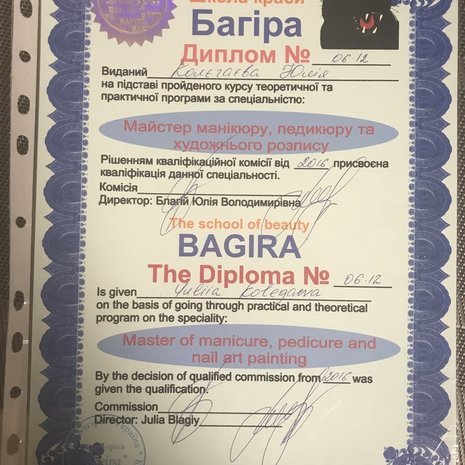 Школа краси
Багіра
Диплом № 06-12
Виданий Колєгаєва Юлія
на підставі пройденого курсу теоретичної та
практичної програми за спеціальністю:
Майстер манікюру, педикюру та
художнього розпису
Рішенням кваліфікаційної комісії від 2016 присвоєна
кваліфікація данної спеціальності.
Комісія
Директор: Благій Юлія Володимирівна
The school of beauty
BAGIRA
The Diploma № 06-12
Is given Yuliia Kolegaeva
on the basis of going through practical and theoretical
program on the speciality:
Master of manicure, pedicure and
nail art painting
By the decision of qualified commission from 2016 was
given the qualification.
Commission
Director: Julia Blagiy